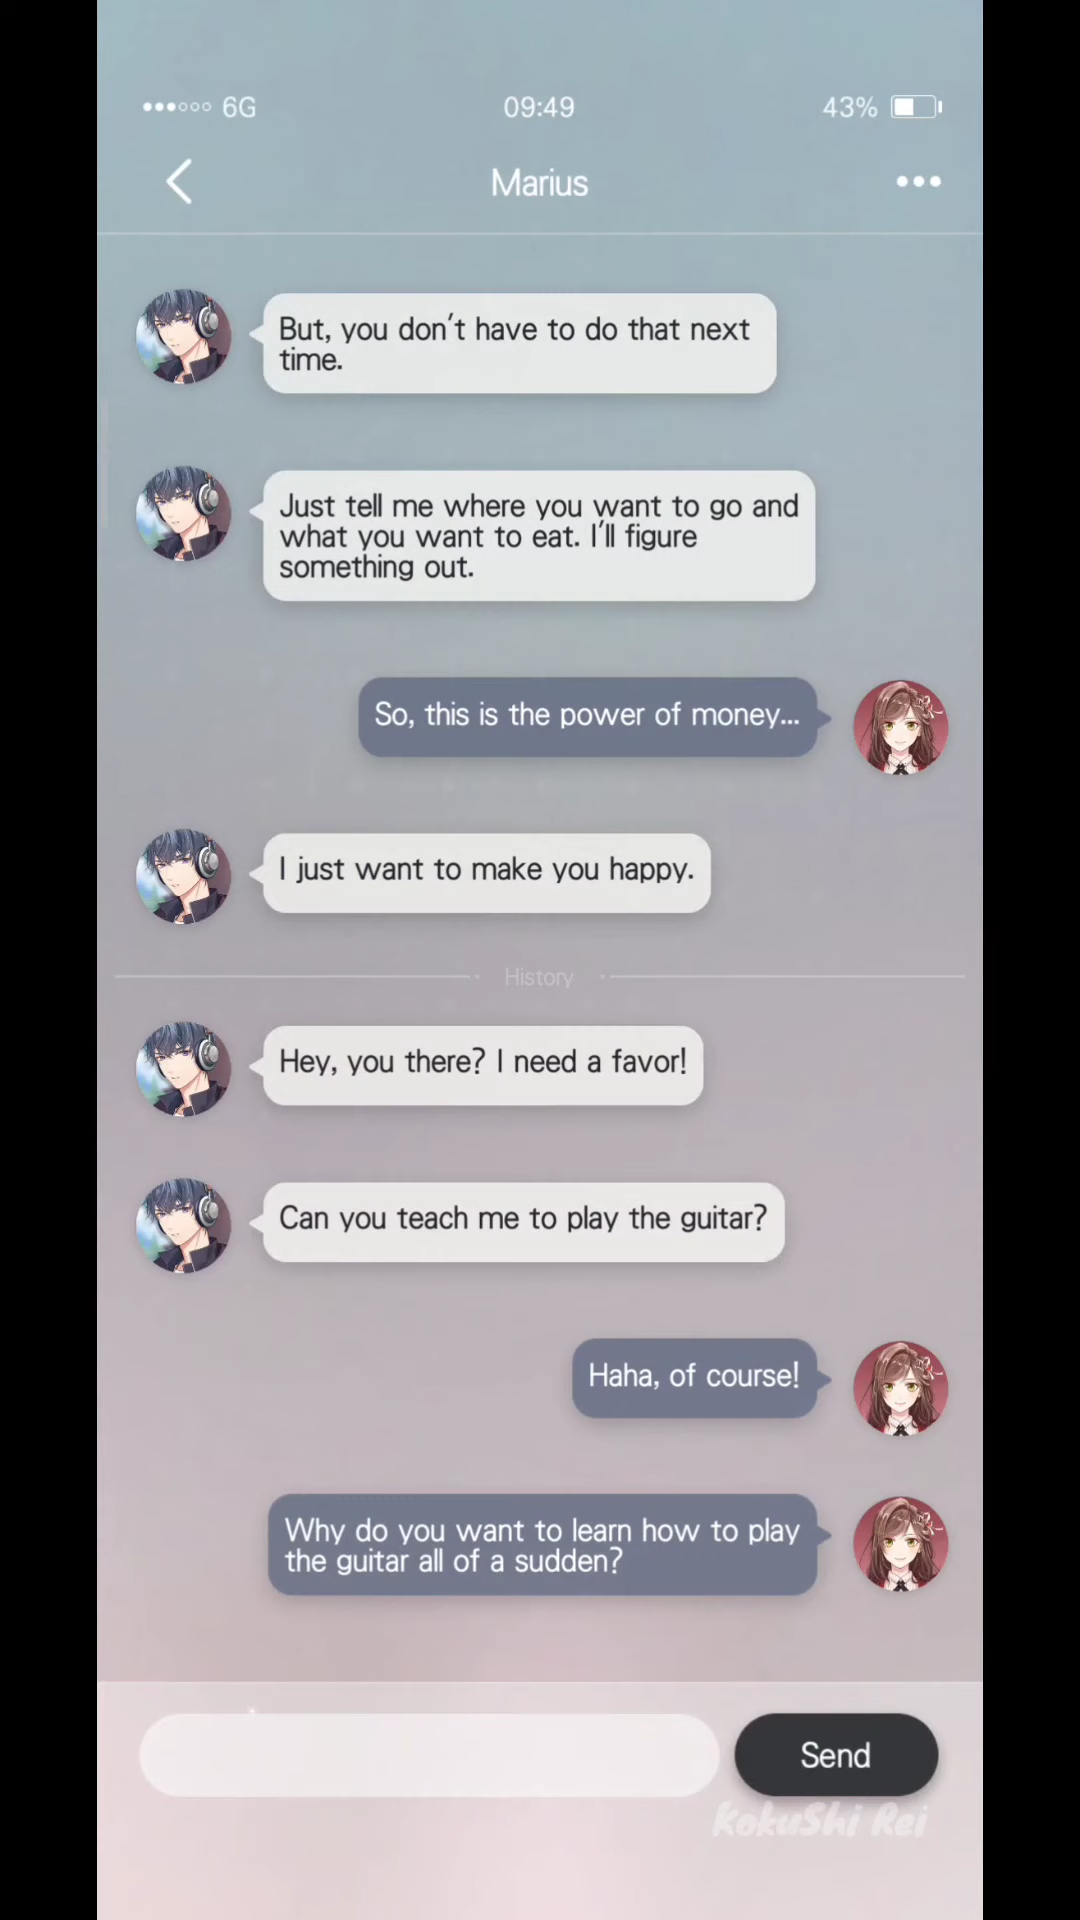 6G
09:49
43%
Marius
But, you don't have to do that next
time.
Just tell me where you want to go and
what you want to eat. I'll figure
something out.
So, this is the power of money...
I just want to make you happy.
History
Hey, you there? I need a favor!
Can you teach me to play the guitar?
Haha, of course!
Why do you want to learn how to play
the guitar all of a sudden?
Send
KokuShi Rei